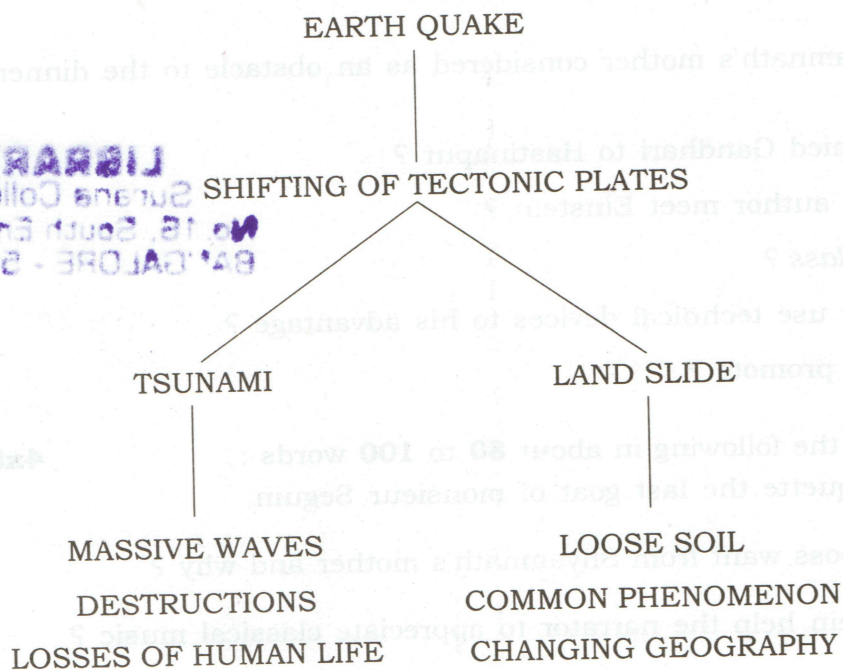 EARTH QUAKE
SHIFTING OF TECTONIC PLATES
TSUNAMI
LAND SLIDE
MASSIVE WAVES
DESTRUCTIONS
LOSSES OF HUMAN LIFE
LOOSE SOIL
COMMON PHENOMENON
CHANGING GEOGRAPHY